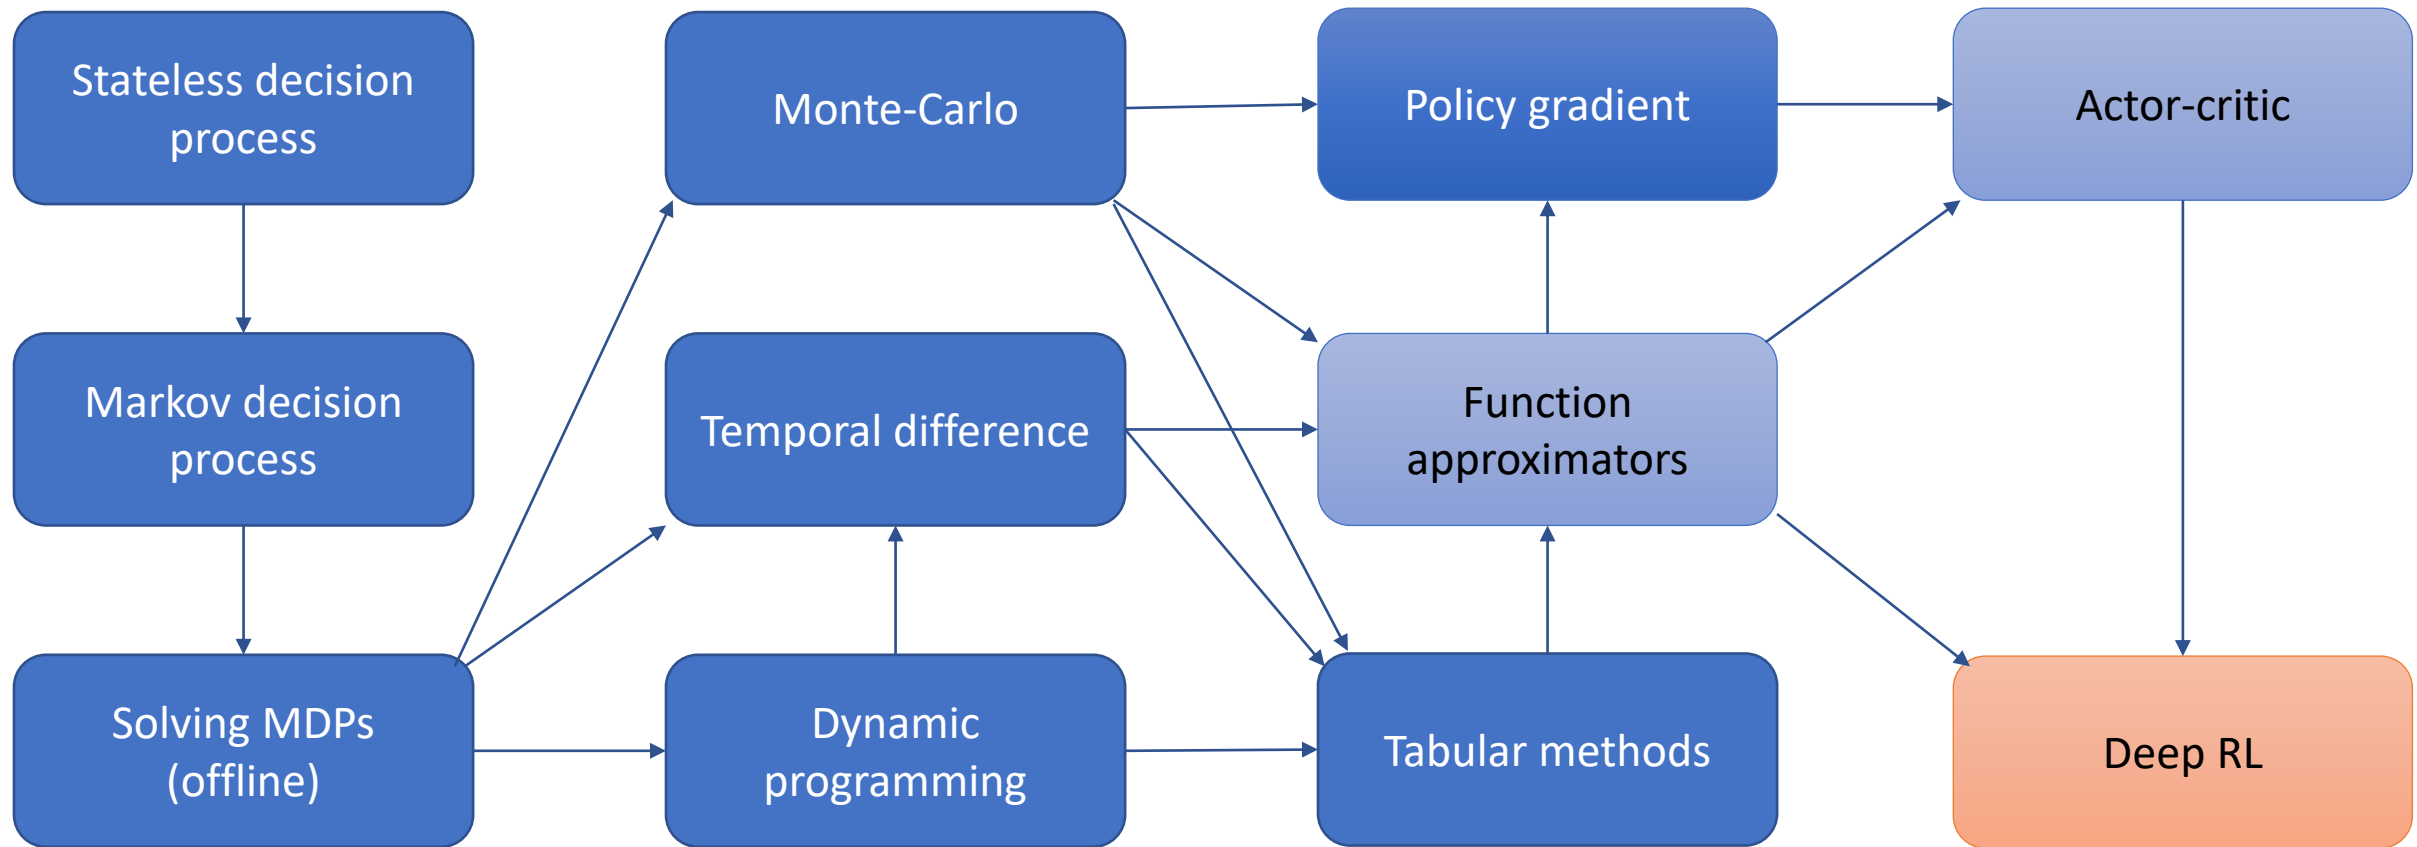 Stateless decision
process
Monte-Carlo
Policy gradient
Actor-critic
Markov decision
process
Temporal difference
Function
approximators
Solving MDPs
(offline)
Dynamic
programming
Tabular methods
Deep RL